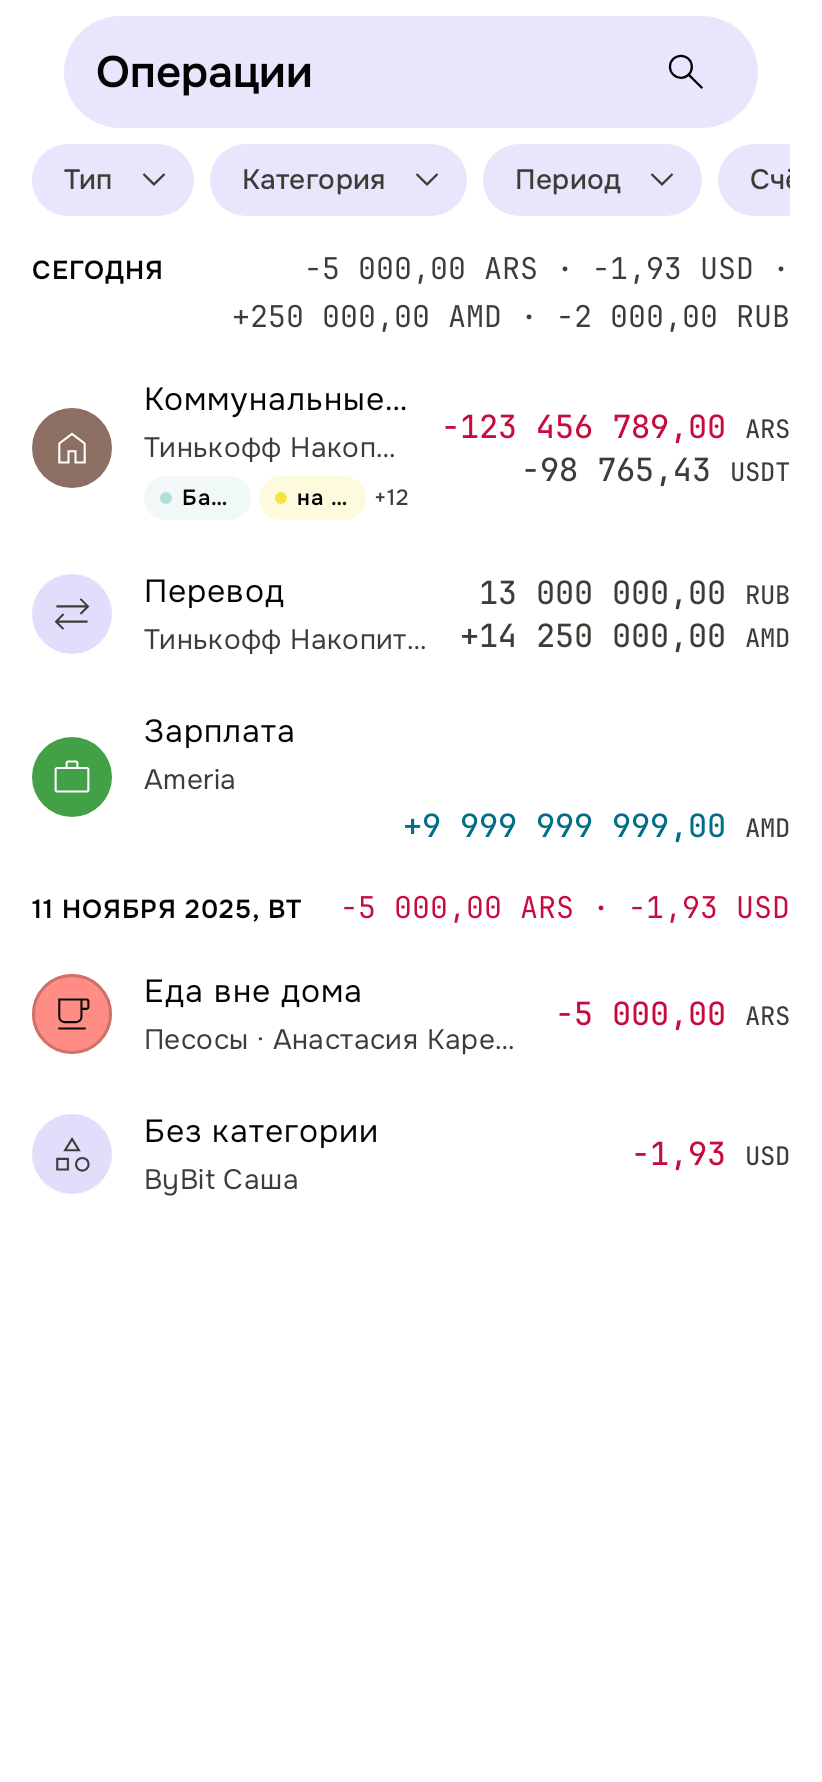 Операции
Тип
Категория
Период
Счё
СЕГОДНЯ
-5 000,00 ARS · -1,93 USD ·
+250 000,00 AMD · -2 000,00 RUB
Коммунальные...
-123 456 789,00 ARS
Тинькофф Накоп...
-98 765,43 USDT
Ба... на ... +12
Перевод
13 000 000,00 RUB
Тинькофф Накопит...
+14 250 000,00 AMD
Зарплата
Ameria
+9 999 999 999,00 AMD
11 НОЯБРЯ 2025, ВТ
-5 000,00 ARS · -1,93 USD
Еда вне дома
-5 000,00 ARS
Песосы · Анастасия Каре...
Без категории
-1,93 USD
ByBit Саша